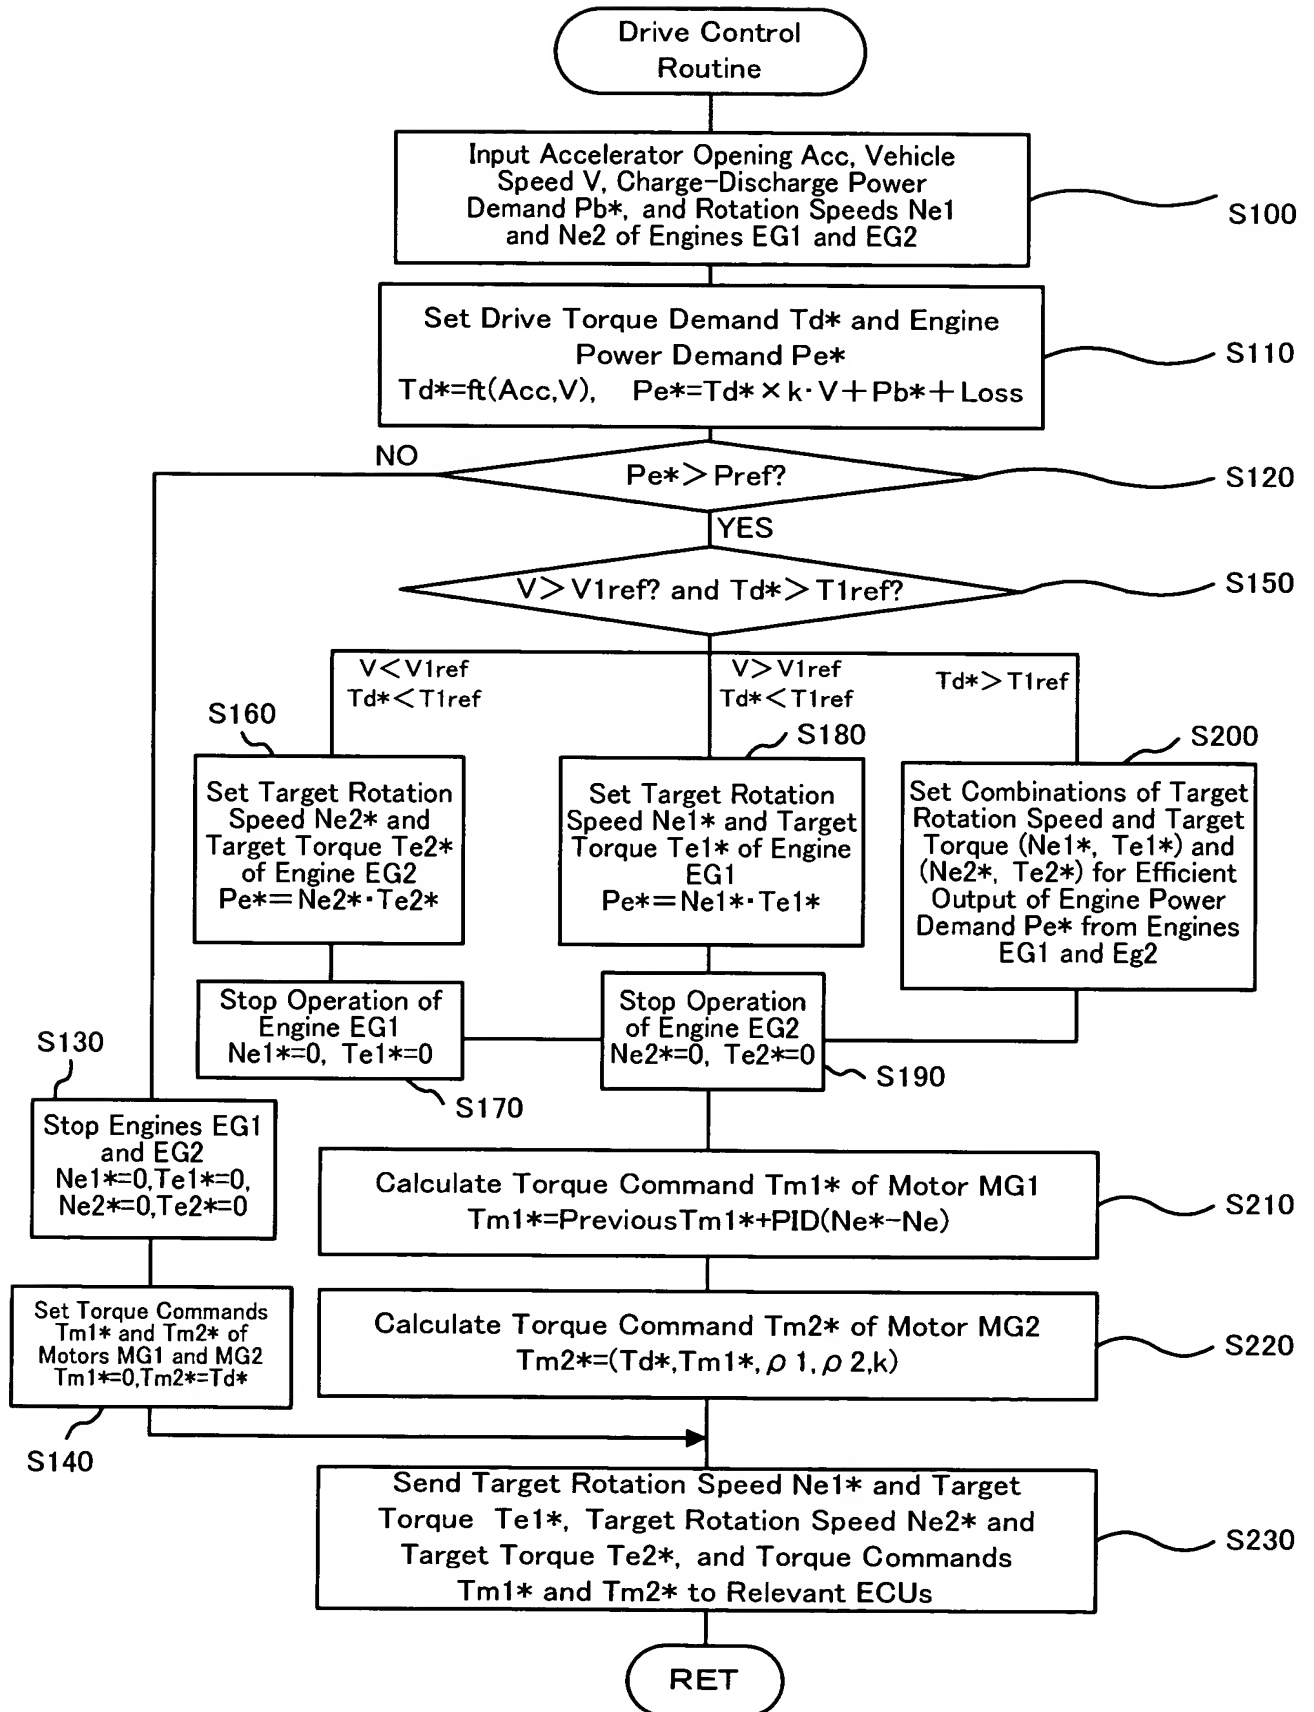 Drive Control
Routine
Input Accelerator Opening Acc, Vehicle
Speed V, Charge-Discharge Power
Demand Pb*, and Rotation Speeds Ne1
and Ne2 of Engines EG1 and EG2
S100
Set Drive Torque Demand Td* and Engine
Power Demand Pe*
Td*=ft(Acc,V), Pe*=Td*×k·V+Pb*+Loss
S110
NO
Pe*>Pref?
S120
YES
V>V1ref? and Td*>T1ref?
S150
V<V1ref
Td*<T1ref
V>V1ref
Td*<T1ref
Td*>T1ref
S160
Set Target Rotation
Speed Ne2* and
Target Torque Te2*
of Engine EG2
Pe*=Ne2*·Te2*
S180
Set Target Rotation
Speed Ne1* and Target
Torque Te1* of Engine
EG1
Pe*=Ne1*·Te1*
S200
Set Combinations of Target
Rotation Speed and Target
Torque (Ne1*, Te1*) and
(Ne2*, Te2*) for Efficient
Output of Engine Power
Demand Pe* from Engines
EG1 and Eg2
Stop Operation of
Engine EG1
Ne1*=0, Te1*=0
S170
Stop Operation
of Engine EG2
Ne2*=0, Te2*=0
S190
S130
Stop Engines EG1
and EG2
Ne1*=0,Te1*=0,
Ne2*=0,Te2*=0
Calculate Torque Command Tm1* of Motor MG1
Tm1*=PreviousTm1*+PID(Ne*-Ne)
S210
Set Torque Commands
Tm1* and Tm2* of
Motors MG1 and MG2
Tm1*=0,Tm2*=Td*
S140
Calculate Torque Command Tm2* of Motor MG2
Tm2*=(Td*,Tm1*,ρ1,ρ2,k)
S220
Send Target Rotation Speed Ne1* and Target
Torque Te1*, Target Rotation Speed Ne2* and
Target Torque Te2*, and Torque Commands
Tm1* and Tm2* to Relevant ECUs
S230
RET